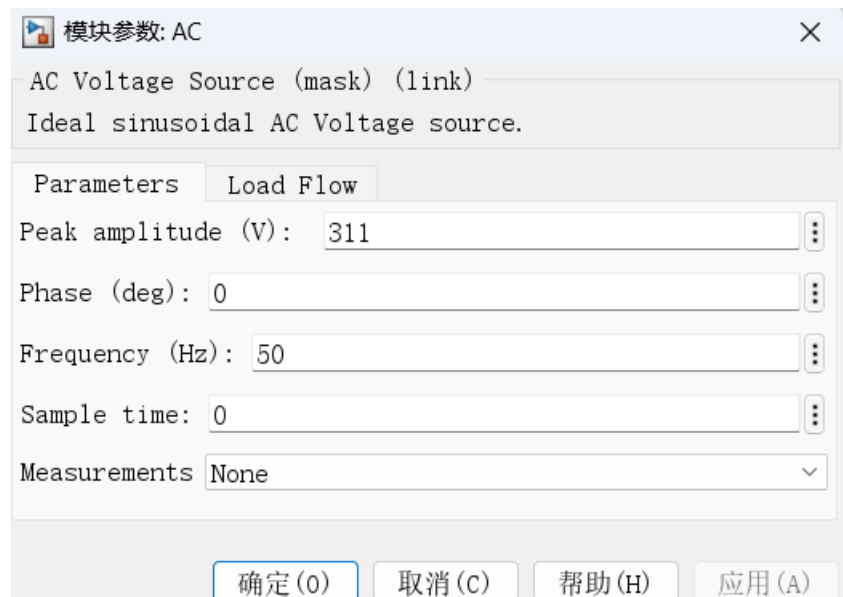 模块参数: AC
AC Voltage Source (mask) (link)
Ideal sinusoidal AC Voltage source.
Parameters Load Flow
Peak amplitude (V): 311
Phase (deg): 0
Frequency (Hz): 50
Sample time: 0
Measurements None
确定(O) 取消(C) 帮助(H) 应用(A)